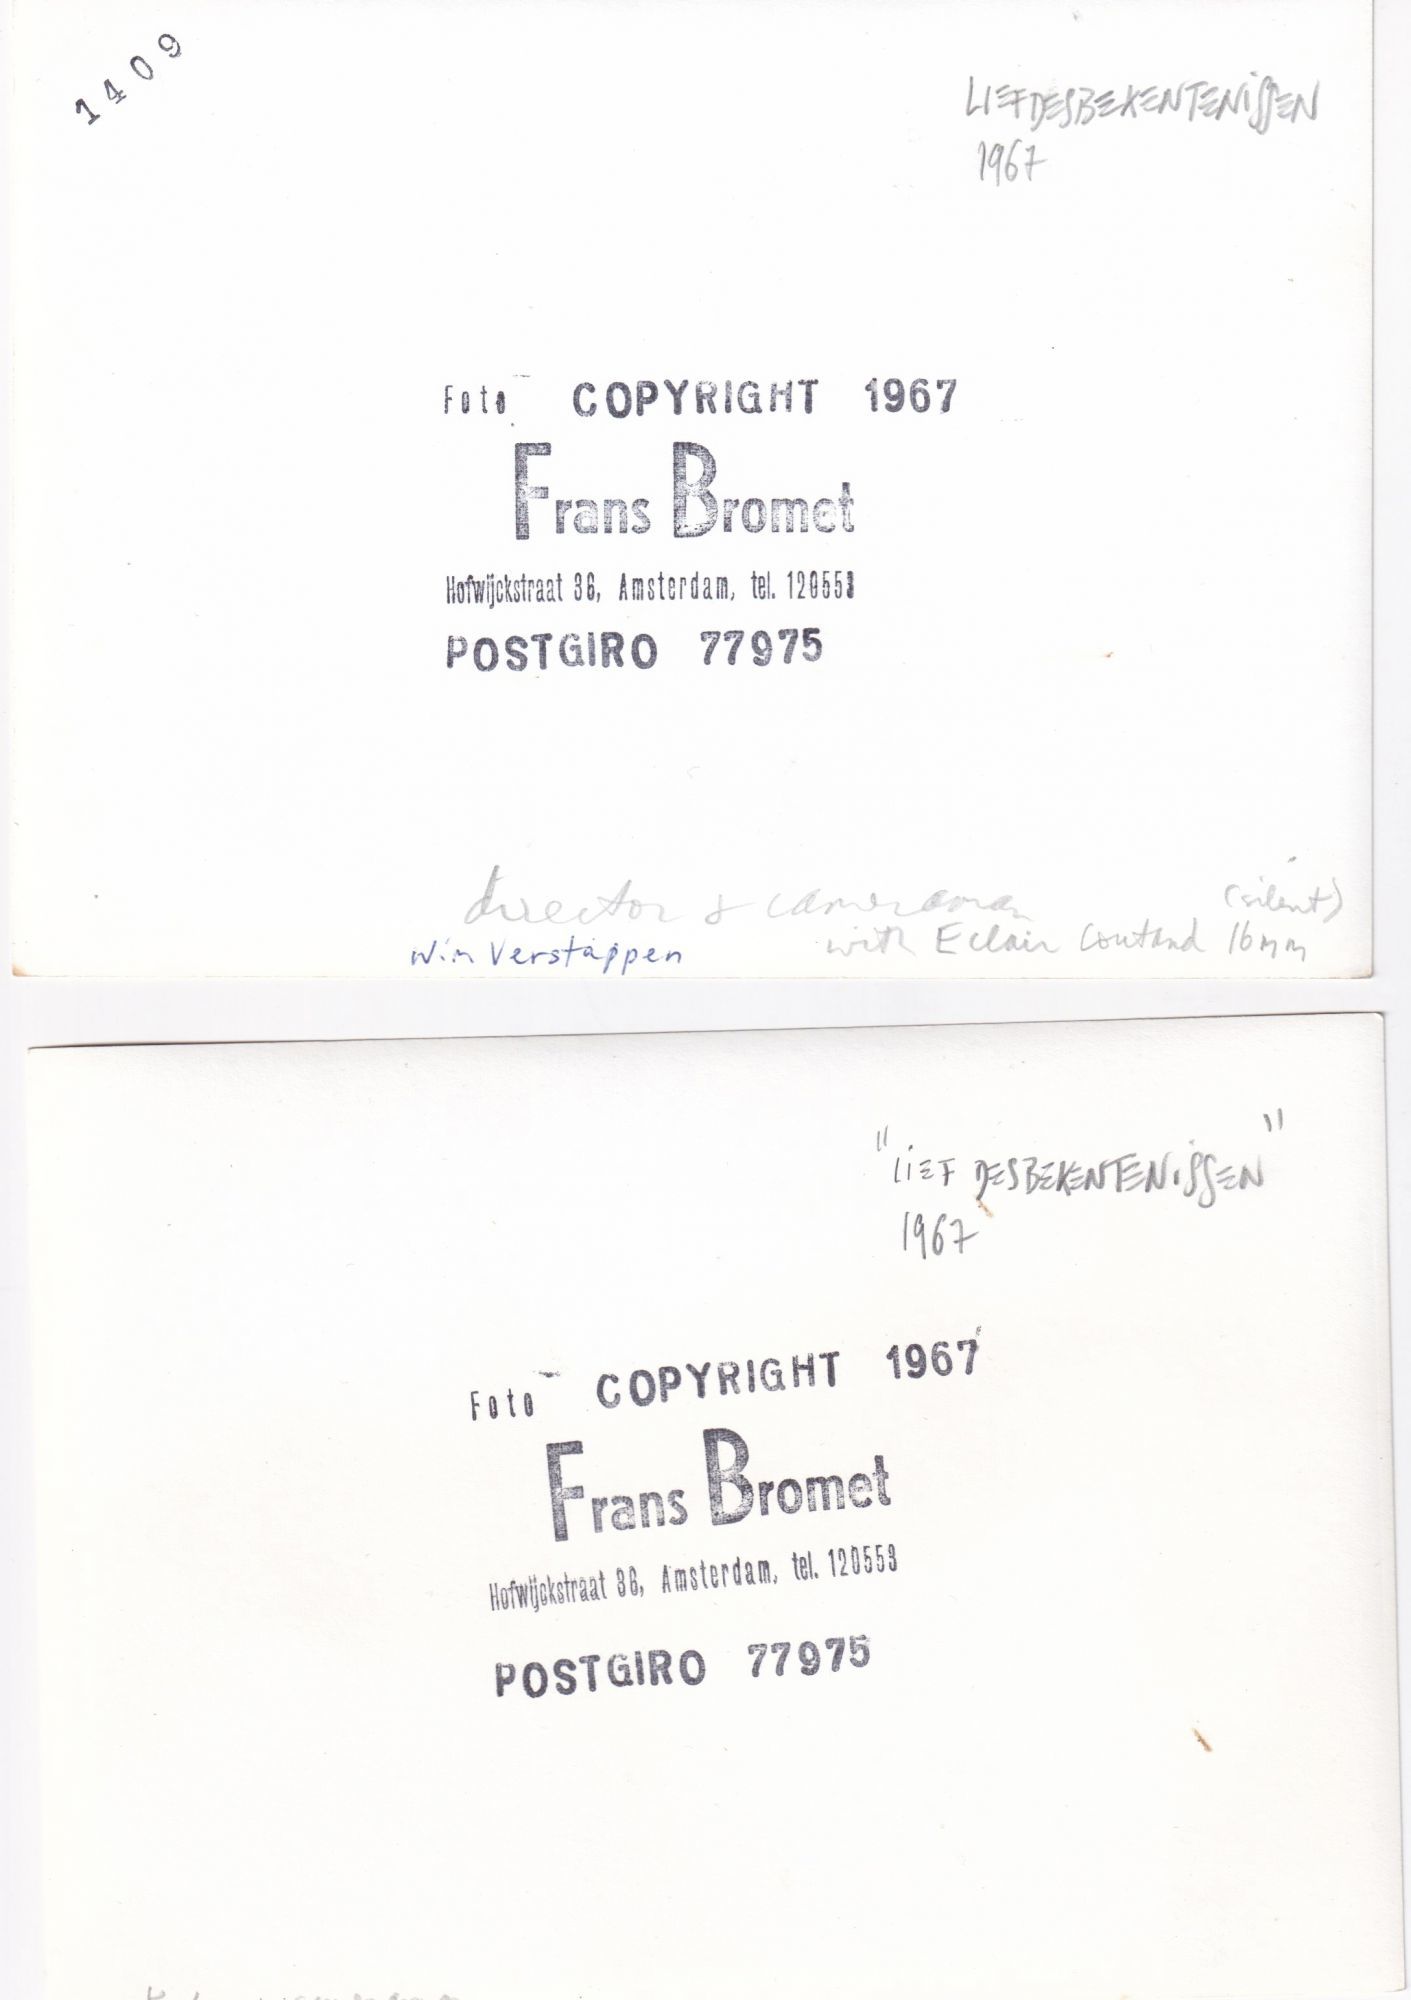 1409
LIEFDESBEKENTENISSEN
1967
Foto COPYRIGHT 1967
Frans Bromet
Hofwijckstraat 36, Amsterdam, tel. 120553
POSTGIRO 77975
director & cameraman (silent)
Wim Verstappen with Eclair Coutand 16mm
"LIEFDESBEKENTENISSEN"
1967
Foto COPYRIGHT 1967
Frans Bromet
Hofwijckstraat 36, Amsterdam, tel. 120553
POSTGIRO 77975